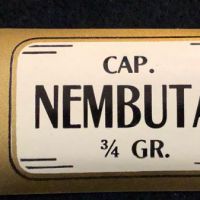 CAP.
NEMBUTA
¾ GR.